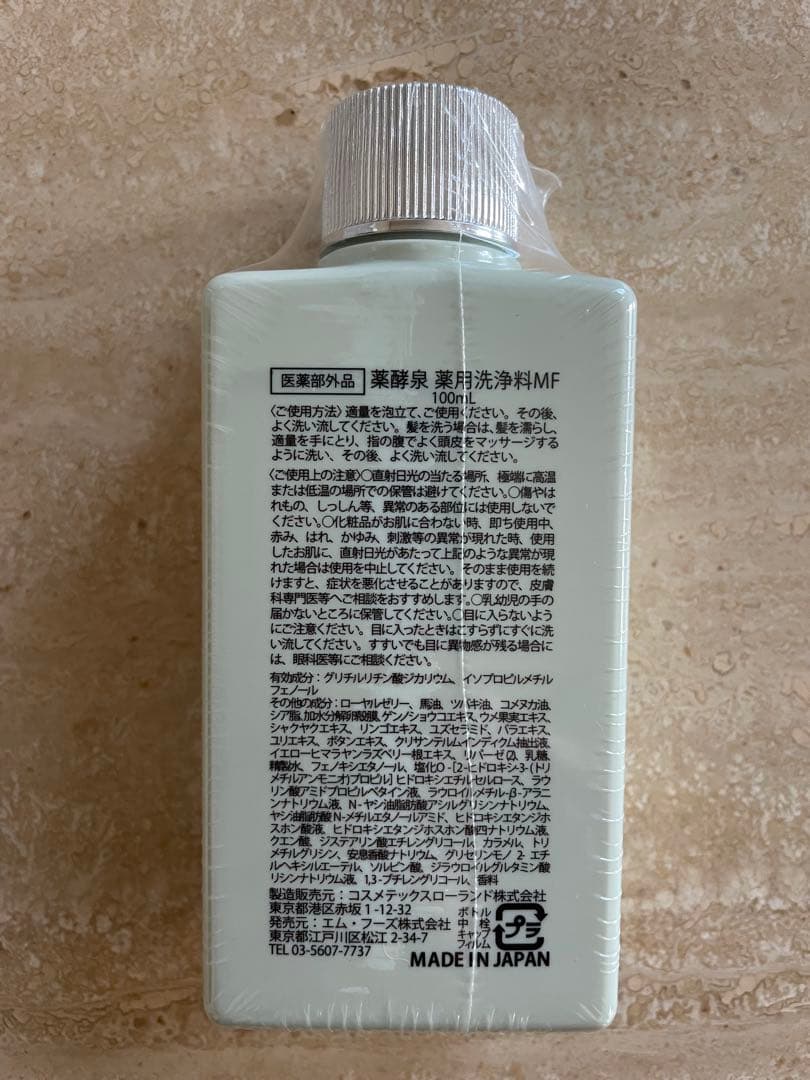 医薬部外品 薬酵泉 薬用洗浄料MF
100mL
〈ご使用方法〉適量を泡立て、ご使用ください。その後、
よく洗い流してください。髪を洗う場合は、髪を濡らし、
適量を手にとり、指の腹でよく頭皮をマッサージする
ように洗い、その後、よく洗い流してください。
〈ご使用上の注意〉〇直射日光の当たる場所、極端に高温
または低温の場所での保管は避けてください。〇傷やは
れもの、しっしん等、異常のある部位には使用しないで
ください。〇化粧品がお肌に合わない時、即ち使用中、
赤み、はれ、かゆみ、刺激等の異常が現れた時、使用
したお肌に、直射日光があたって上記のような異常が現
れた場合は使用を中止してください。そのまま使用を続
けますと、症状を悪化させることがありますので、皮膚
科専門医等へご相談をおすすめします。〇乳幼児の手の
届かないところに保管してください。〇目に入らないよう
にご注意ください。目に入ったときはこすらずにすぐに洗
い流してください。すすいでも目に異物感が残る場合に
は、眼科医等にご相談ください。
有効成分：グリチルリチン酸ジカリウム、イソプロピルメチル
フェノール
その他の成分：ローヤルゼリー、馬油、ツバキ油、コメヌカ油、
シア脂、加水分解卵殻膜、ゲンノショウコエキス、ウメ果実エキス、
シャクヤクエキス、リンゴエキス、ユズセラミド、バラエキス、
ユリエキス、ボタンエキス、クリサンテルムインディクム抽出液、
イエローヒマラヤンラズベリー根エキス、リパーゼ(2)、乳糖、
精製水、フェノキシエタノール、塩化O-[2-ヒドロキシ-3-(トリ
メチルアンモニオ)プロピル]ヒドロキシエチルセルロース、ラウ
リン酸アミドプロピルベタイン液、ラウロイルメチル-β-アラニ
ンナトリウム液、N-ヤシ油脂肪酸アシルグリシンナトリウム、
ヤシ油脂肪酸N-メチルエタノールアミド、ヒドロキシエタンジホ
スホン酸液、ヒドロキシエタンジホスホン酸四ナトリウム液、
クエン酸、ジステアリン酸エチレングリコール、カラメル、トリ
メチルグリシン、安息香酸ナトリウム、グリセリンモノ2-エチ
ルヘキシルエーテル、ソルビン酸、ジラウロイルグルタミン酸
リシンナトリウム液、1,3-ブチレングリコール、香料
製造販売元：コスメテックスローランド株式会社
東京都港区赤坂1-12-32
発売元：エム・フーズ株式会社
東京都江戸川区松江2-34-7
TEL 03-5607-7737
ボトル
中栓
キャップ
フィルム
プラ
MADE IN JAPAN